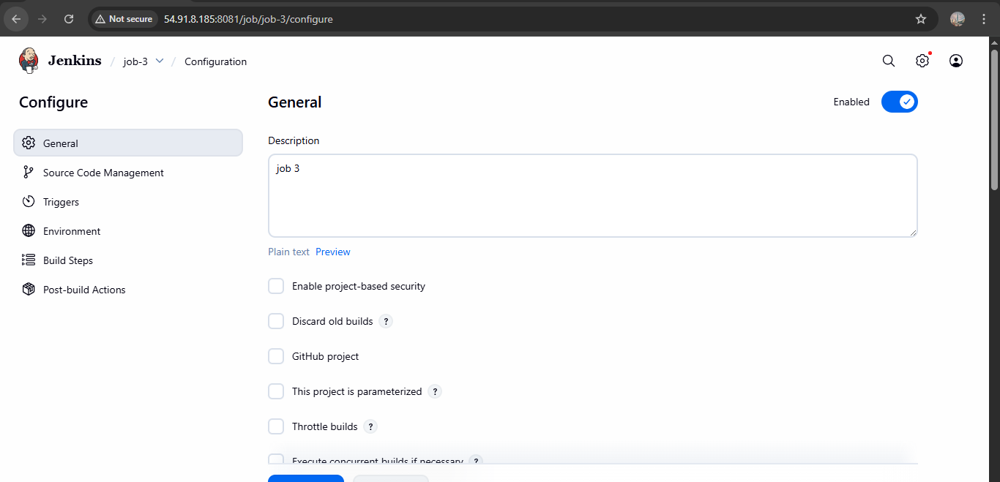 Not secure 54.91.8.185:8081/job/job-3/configure
Jenkins / job-3 / Configuration
Configure
General
Source Code Management
Triggers
Environment
Build Steps
Post-build Actions
General
Enabled
Description
job 3
Plain text Preview
Enable project-based security
Discard old builds ?
GitHub project
This project is parameterized ?
Throttle builds ?
Execute concurrent builds if necessary ?